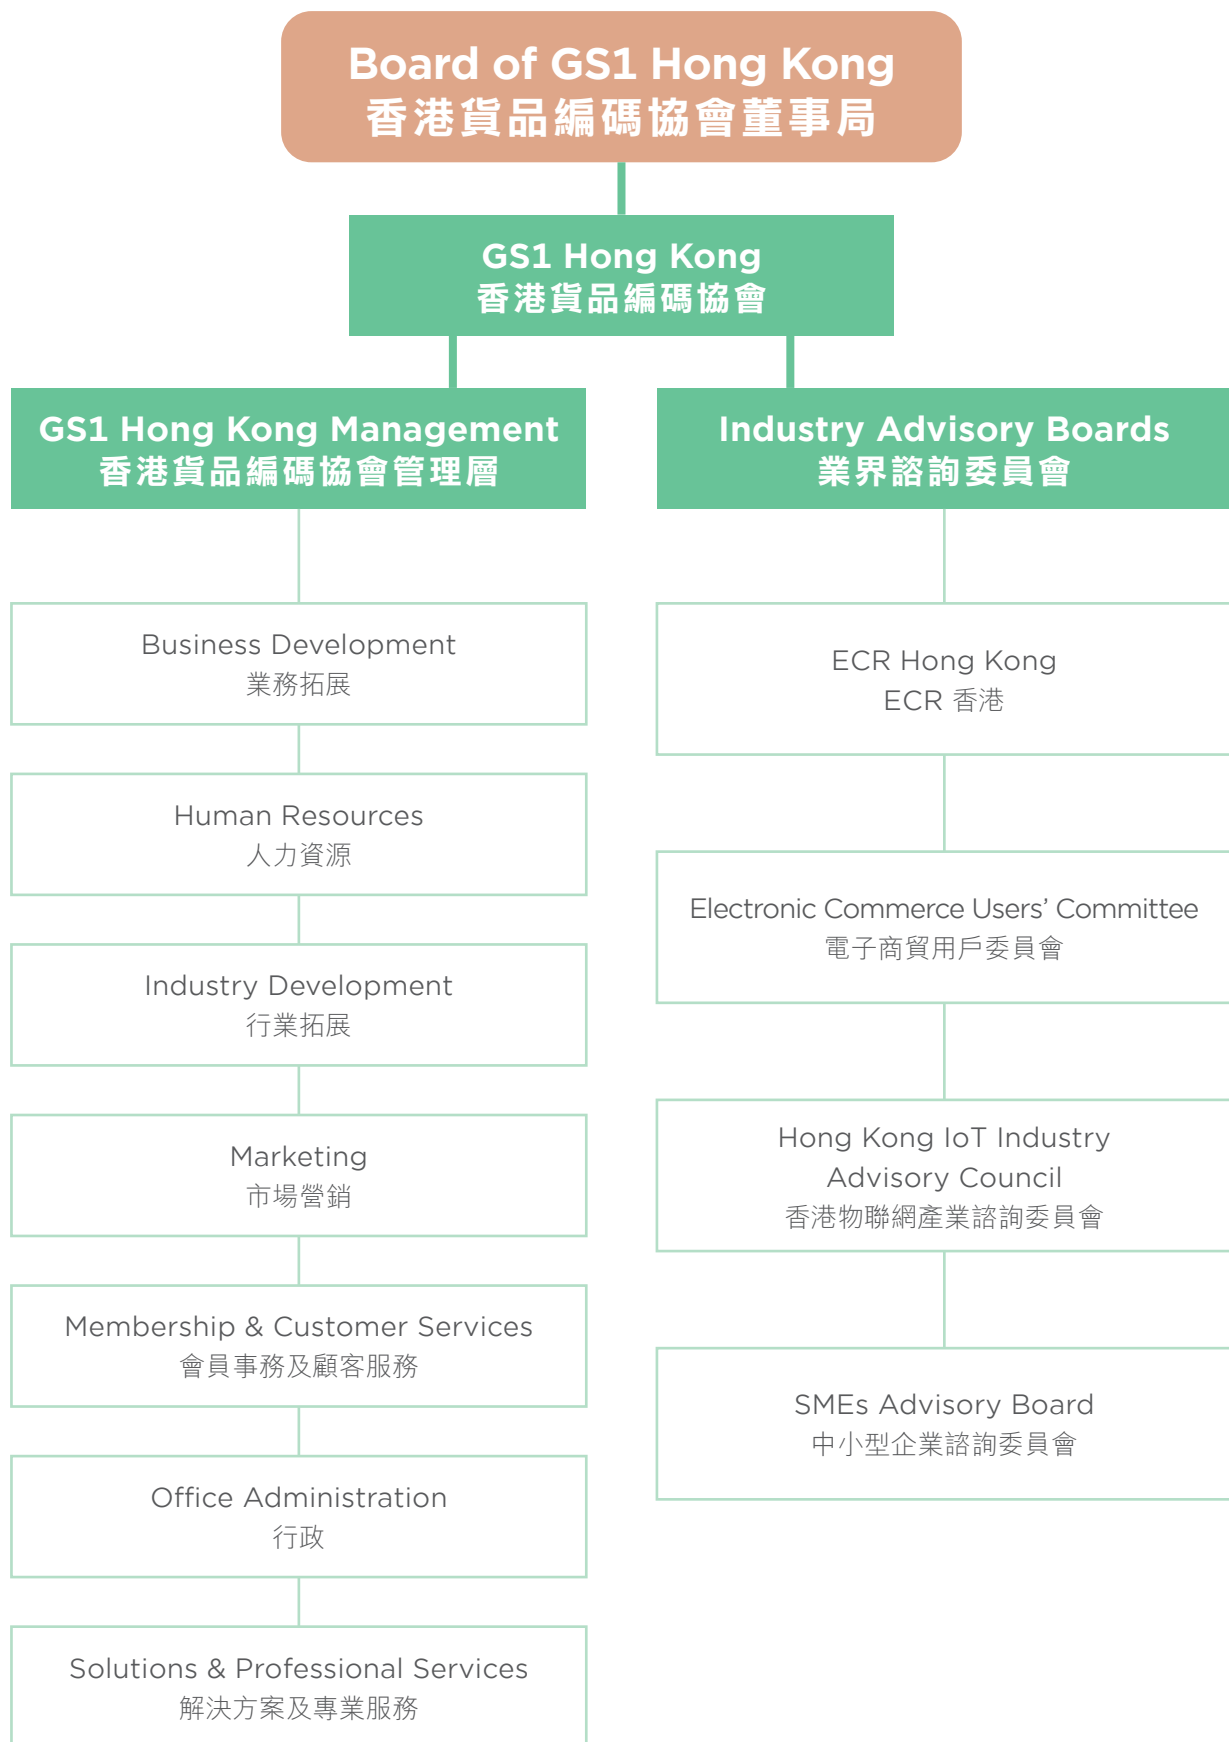 Board of GS1 Hong Kong
香港貨品編碼協會董事局
GS1 Hong Kong
香港貨品編碼協會
GS1 Hong Kong Management
香港貨品編碼協會管理層
Business Development
業務拓展
Human Resources
人力資源
Industry Development
行業拓展
Marketing
市場營銷
Membership & Customer Services
會員事務及顧客服務
Office Administration
行政
Solutions & Professional Services
解決方案及專業服務
Industry Advisory Boards
業界諮詢委員會
ECR Hong Kong
ECR 香港
Electronic Commerce Users’ Committee
電子商貿用戶委員會
Hong Kong IoT Industry
Advisory Council
香港物聯網產業諮詢委員會
SMEs Advisory Board
中小型企業諮詢委員會